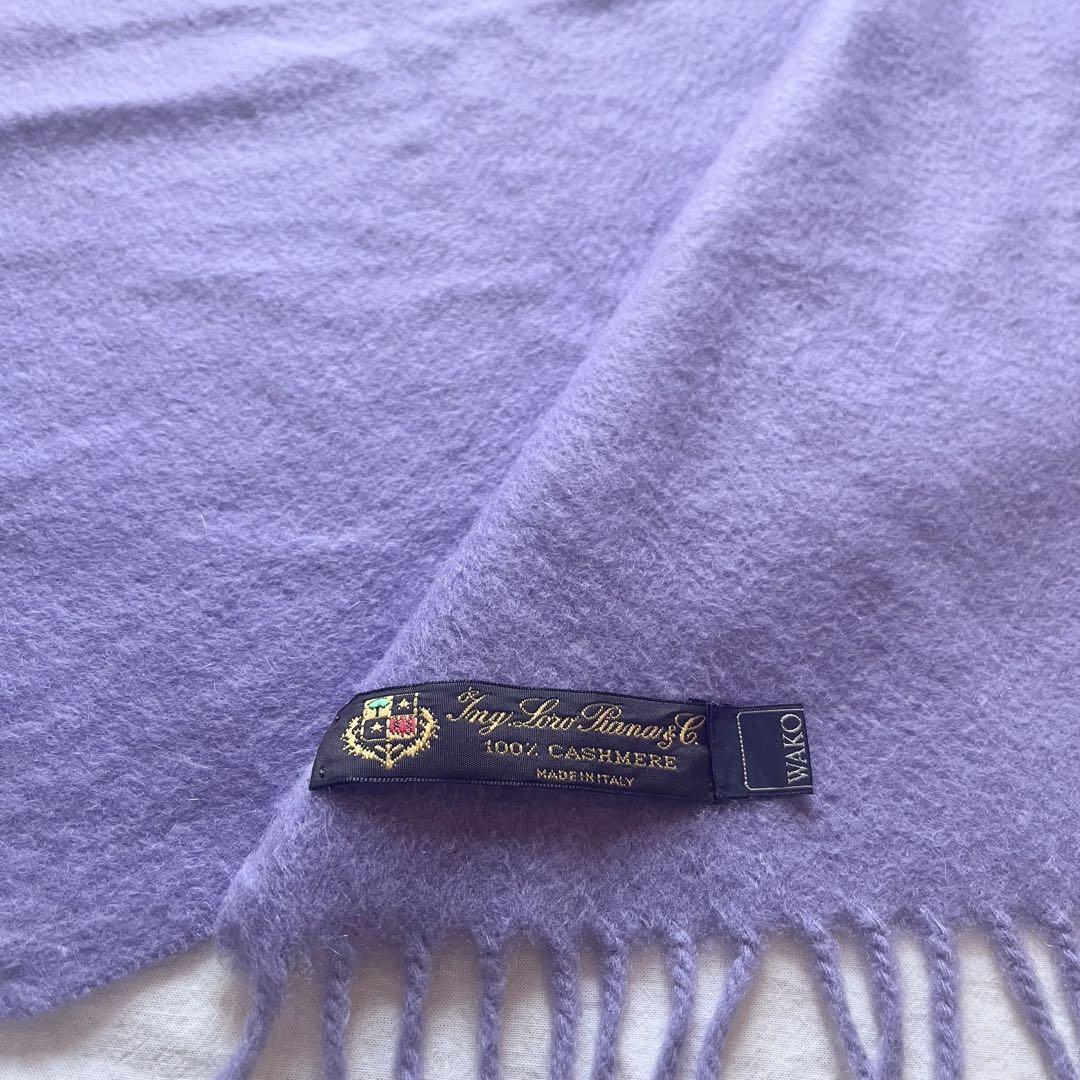 Ing. Loro Piana & C.
100% CASHMERE
MADE IN ITALY
WAKO